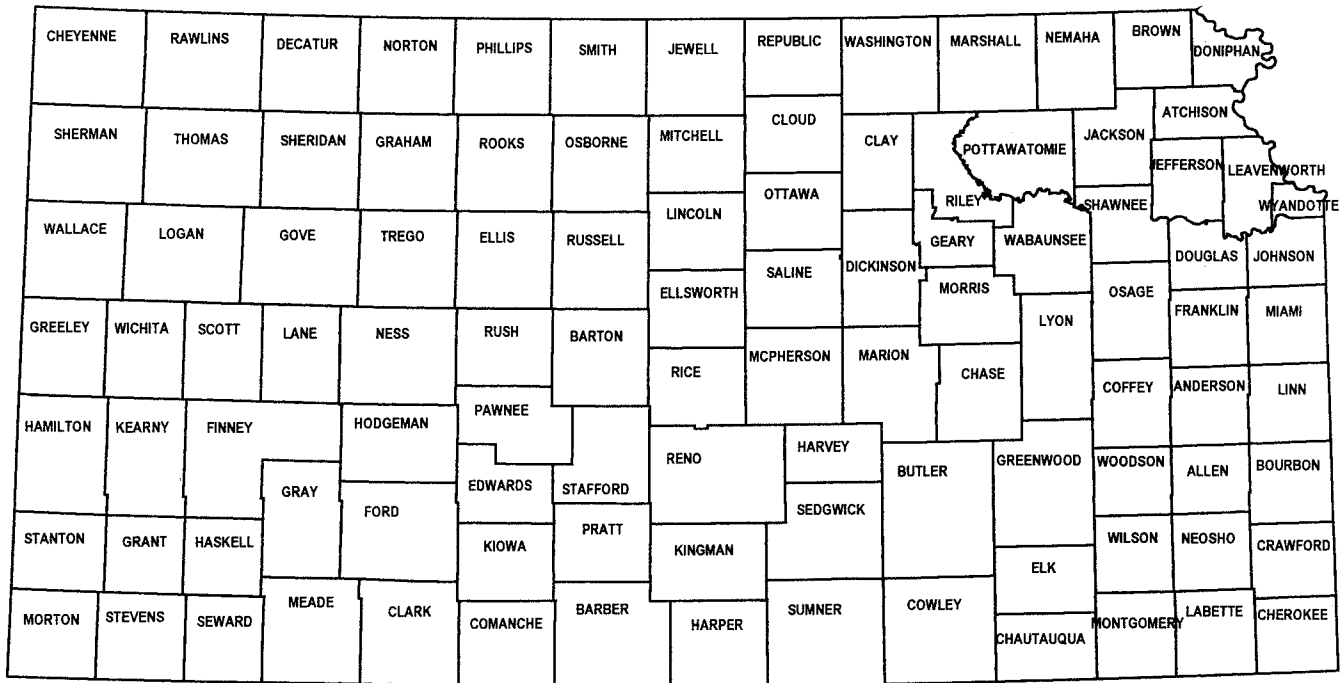 CHEYENNE
RAWLINS
DECATUR
NORTON
PHILLIPS
SMITH
JEWELL
REPUBLIC
WASHINGTON
MARSHALL
NEMAHA
BROWN
DONIPHAN
SHERMAN
THOMAS
SHERIDAN
GRAHAM
ROOKS
OSBORNE
MITCHELL
CLOUD
CLAY
POTTAWATOMIE
JACKSON
ATCHISON
JEFFERSON
LEAVENWORTH
WYANDOTTE
WALLACE
LOGAN
GOVE
TREGO
ELLIS
RUSSELL
LINCOLN
OTTAWA
RILEY
GEARY
WABAUNSEE
SHAWNEE
DOUGLAS
JOHNSON
ELLSWORTH
SALINE
DICKINSON
MORRIS
OSAGE
GREELEY
WICHITA
SCOTT
LANE
NESS
RUSH
BARTON
RICE
MCPHERSON
MARION
CHASE
LYON
COFFEY
FRANKLIN
MIAMI
ANDERSON
LINN
HAMILTON
KEARNY
FINNEY
HODGEMAN
PAWNEE
RENO
HARVEY
BUTLER
GREENWOOD
WOODSON
ALLEN
BOURBON
GRAY
FORD
EDWARDS
STAFFORD
SEDGWICK
STANTON
GRANT
HASKELL
KIOWA
PRATT
KINGMAN
ELK
WILSON
NEOSHO
CRAWFORD
MORTON
STEVENS
SEWARD
MEADE
CLARK
COMANCHE
BARBER
HARPER
SUMNER
COWLEY
CHAUTAUQUA
MONTGOMERY
LABETTE
CHEROKEE